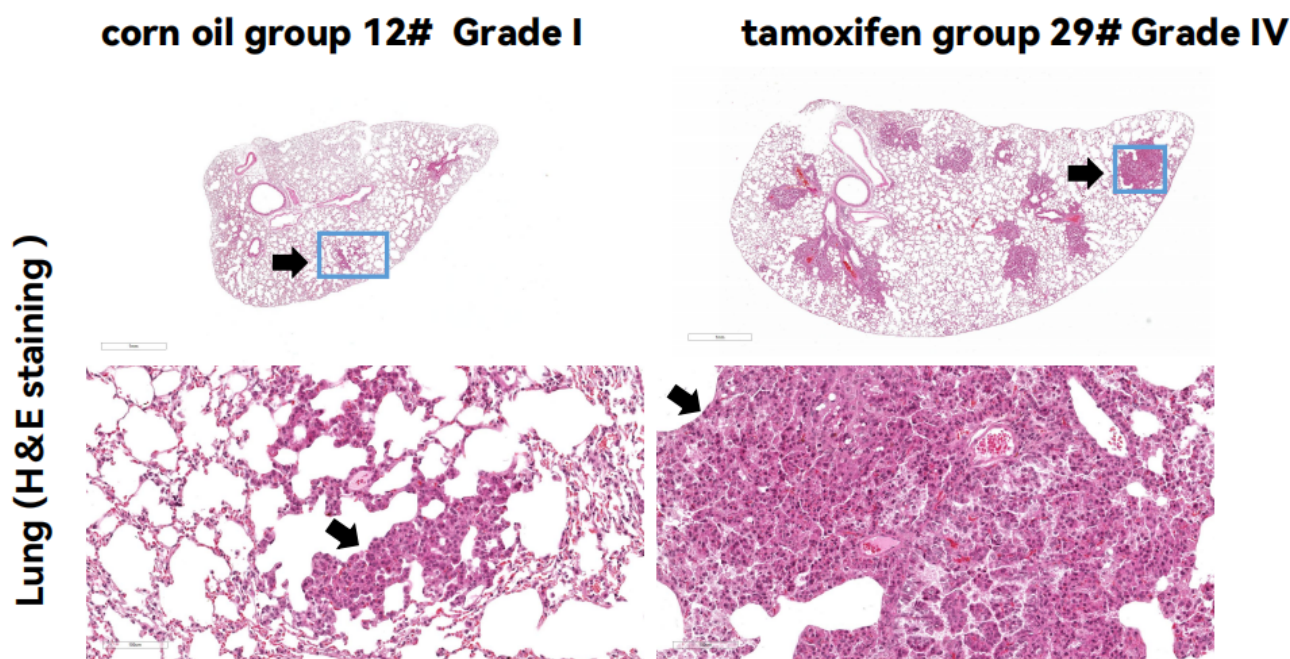 corn oil group 12# Grade I
tamoxifen group 29# Grade IV
Lung (H&E staining )